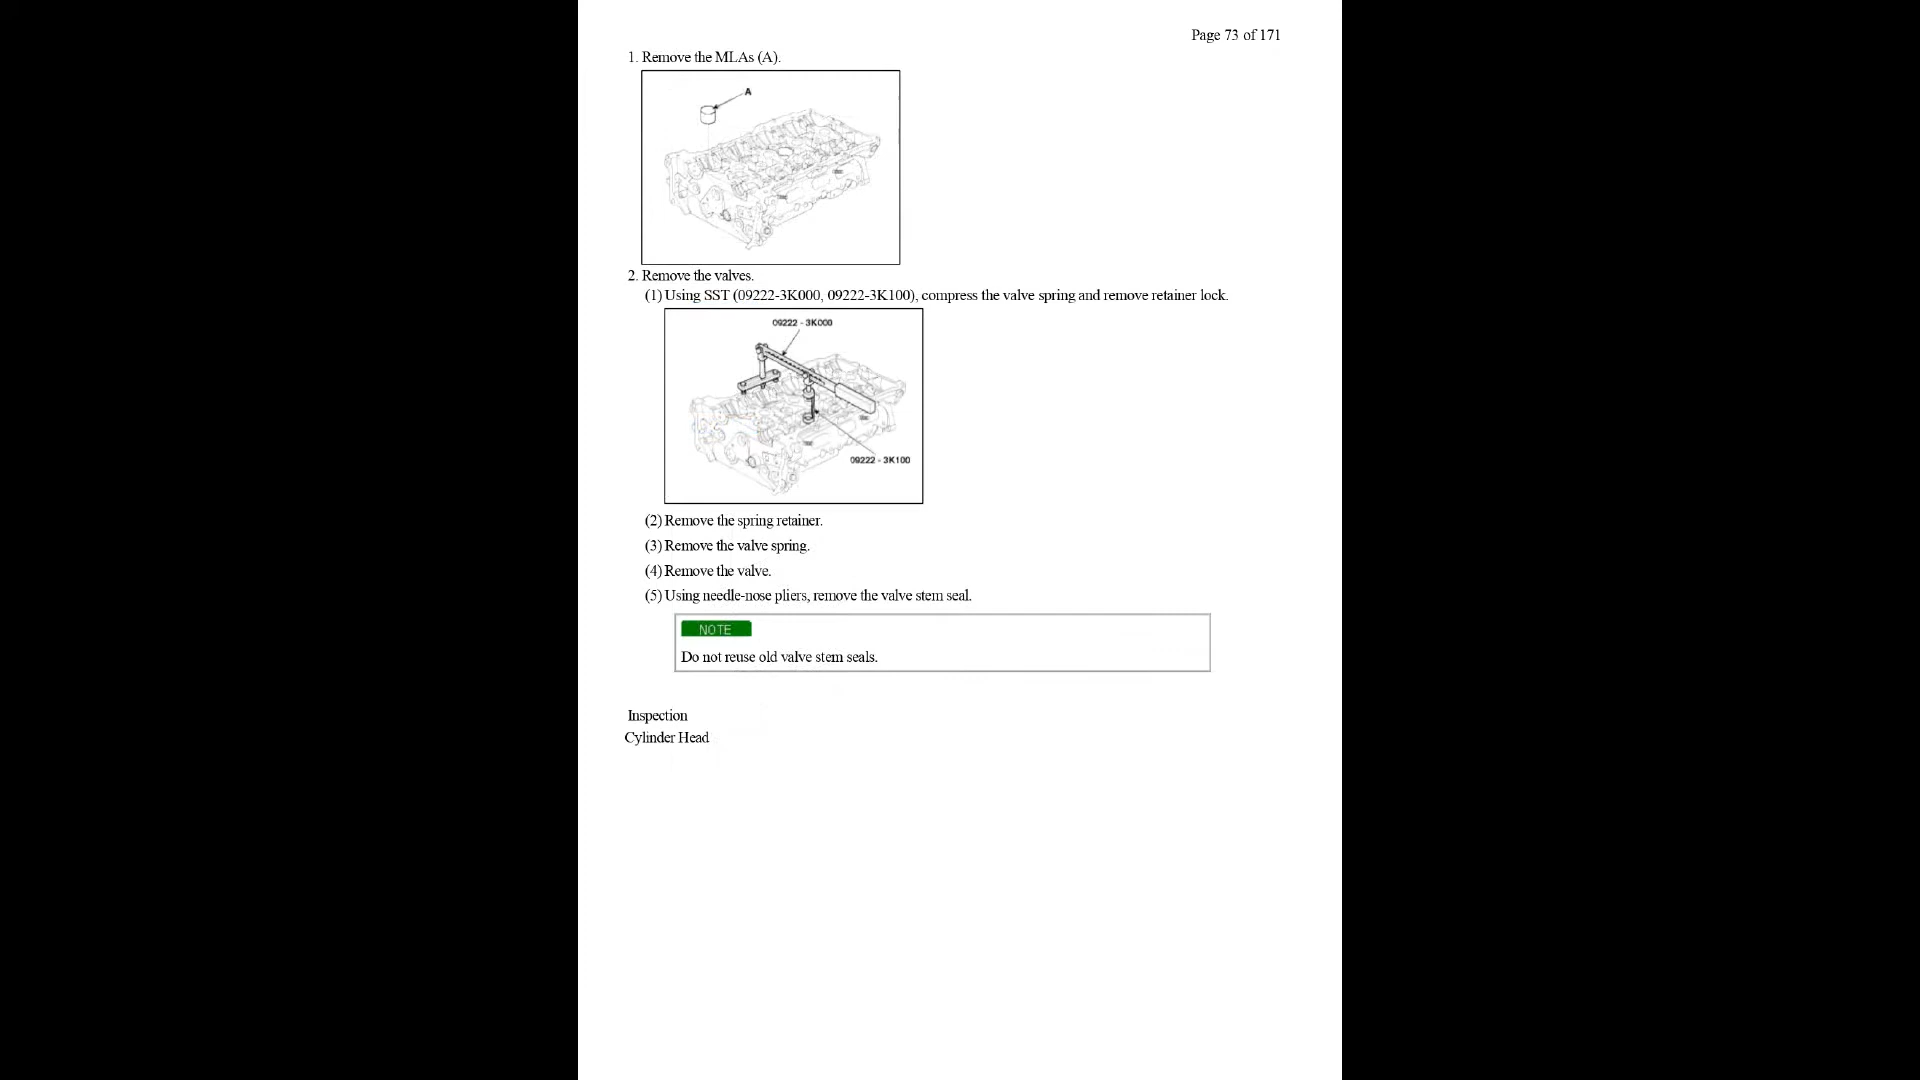 Page 73 of 171
1. Remove the MLAs (A).
A
2. Remove the valves.
(1) Using SST (09222-3K000, 09222-3K100), compress the valve spring and remove retainer lock.
09222 - 3K000
09222 - 3K100
(2) Remove the spring retainer.
(3) Remove the valve spring.
(4) Remove the valve.
(5) Using needle-nose pliers, remove the valve stem seal.
NOTE
Do not reuse old valve stem seals.
Inspection
Cylinder Head